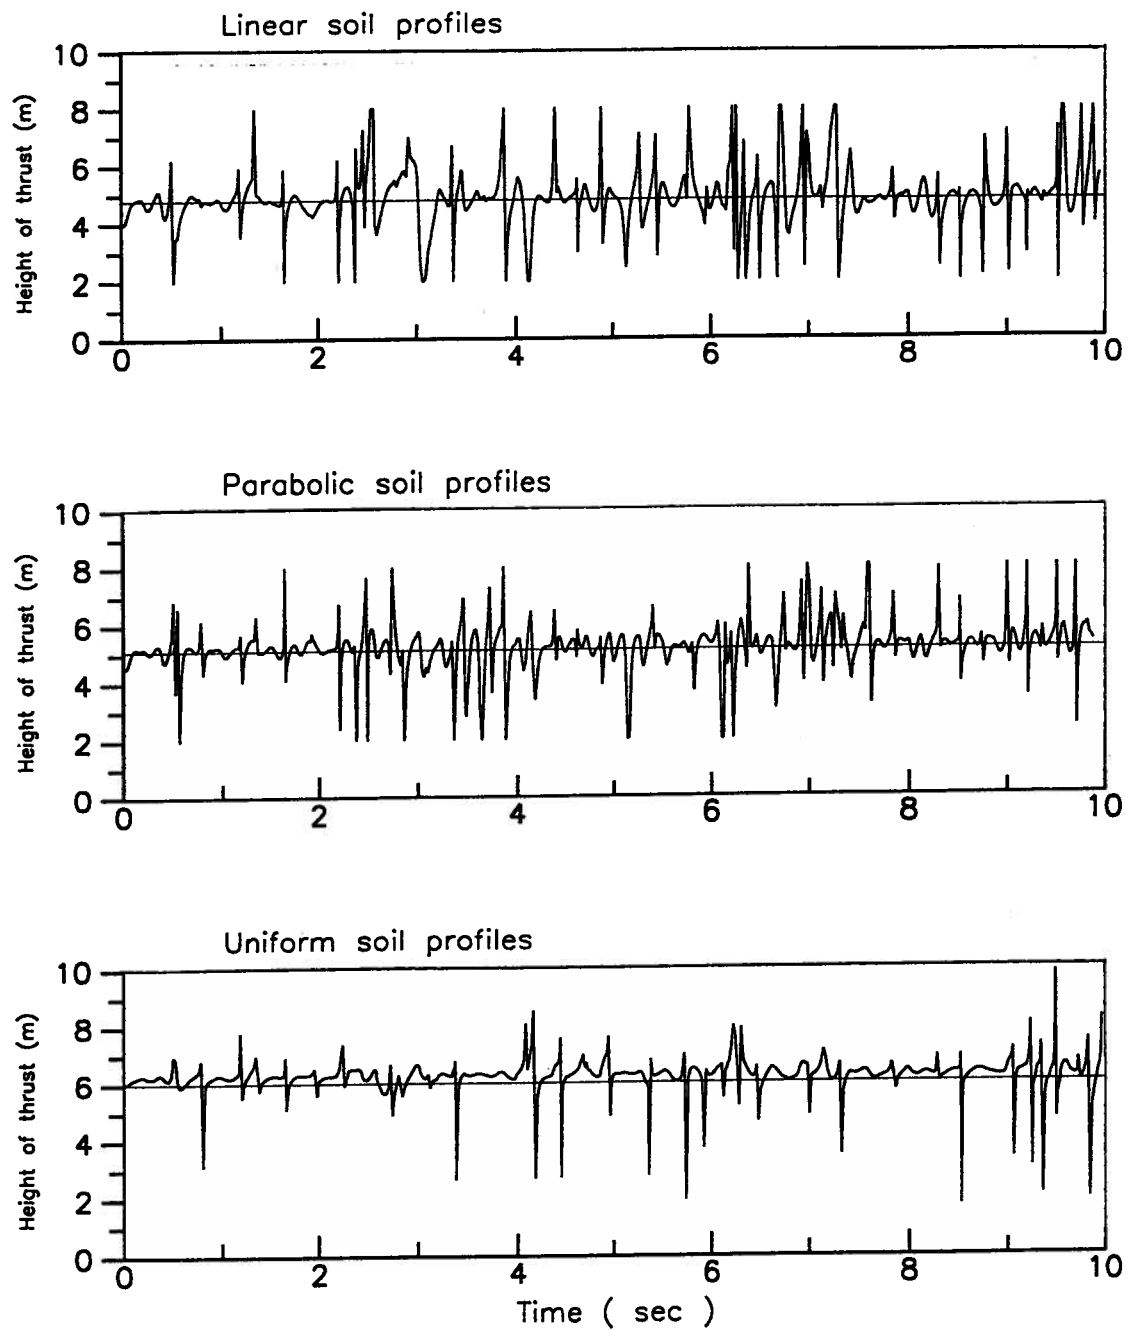 Linear soil profiles
Height of thrust (m)
10
8
6
4
2
0
0 2 4 6 8 10
Parabolic soil profiles
Height of thrust (m)
10
8
6
4
2
0
0 2 4 6 8 10
Uniform soil profiles
Height of thrust (m)
10
8
6
4
2
0
0 2 4 6 8 10
Time ( sec )